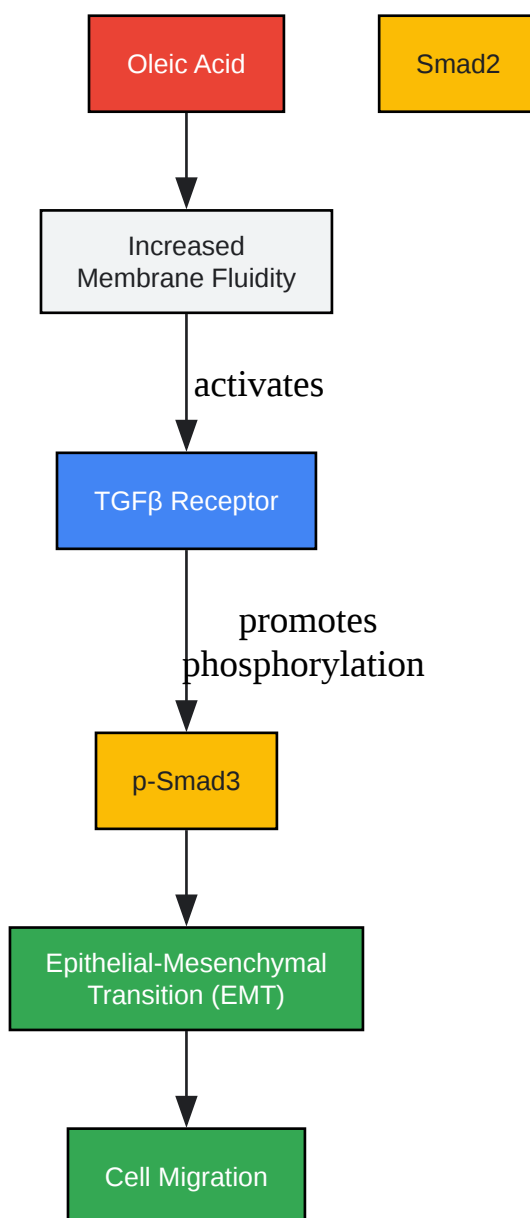 Oleic Acid
Smad2
Increased
Membrane Fluidity
activates
TGFβ Receptor
promotes
phosphorylation
p-Smad3
Epithelial-Mesenchymal
Transition (EMT)
Cell Migration